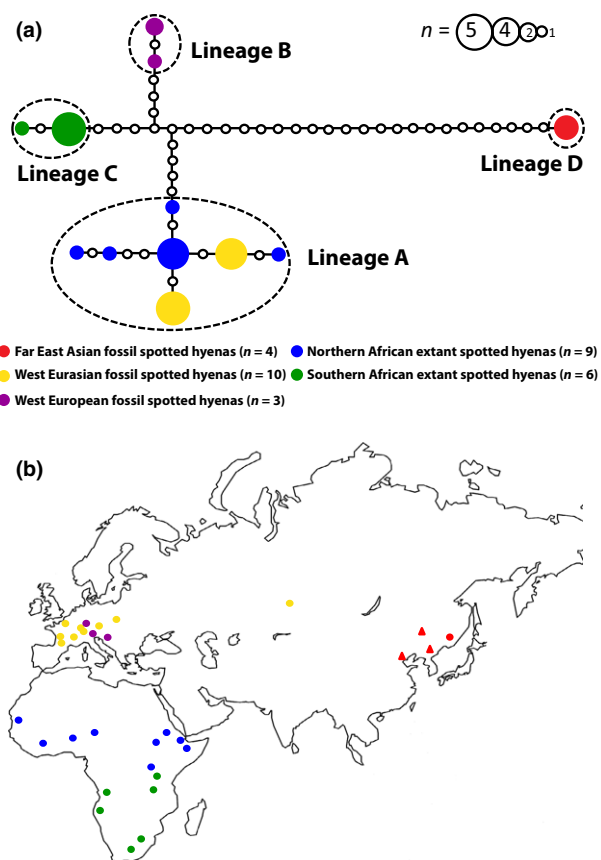 (a)
Lineage B
n = 5 4 2 1
Lineage C
Lineage D
Lineage A
Far East Asian fossil spotted hyenas (n = 4)
Northern African extant spotted hyenas (n = 9)
West Eurasian fossil spotted hyenas (n = 10)
Southern African extant spotted hyenas (n = 6)
West European fossil spotted hyenas (n = 3)
(b)